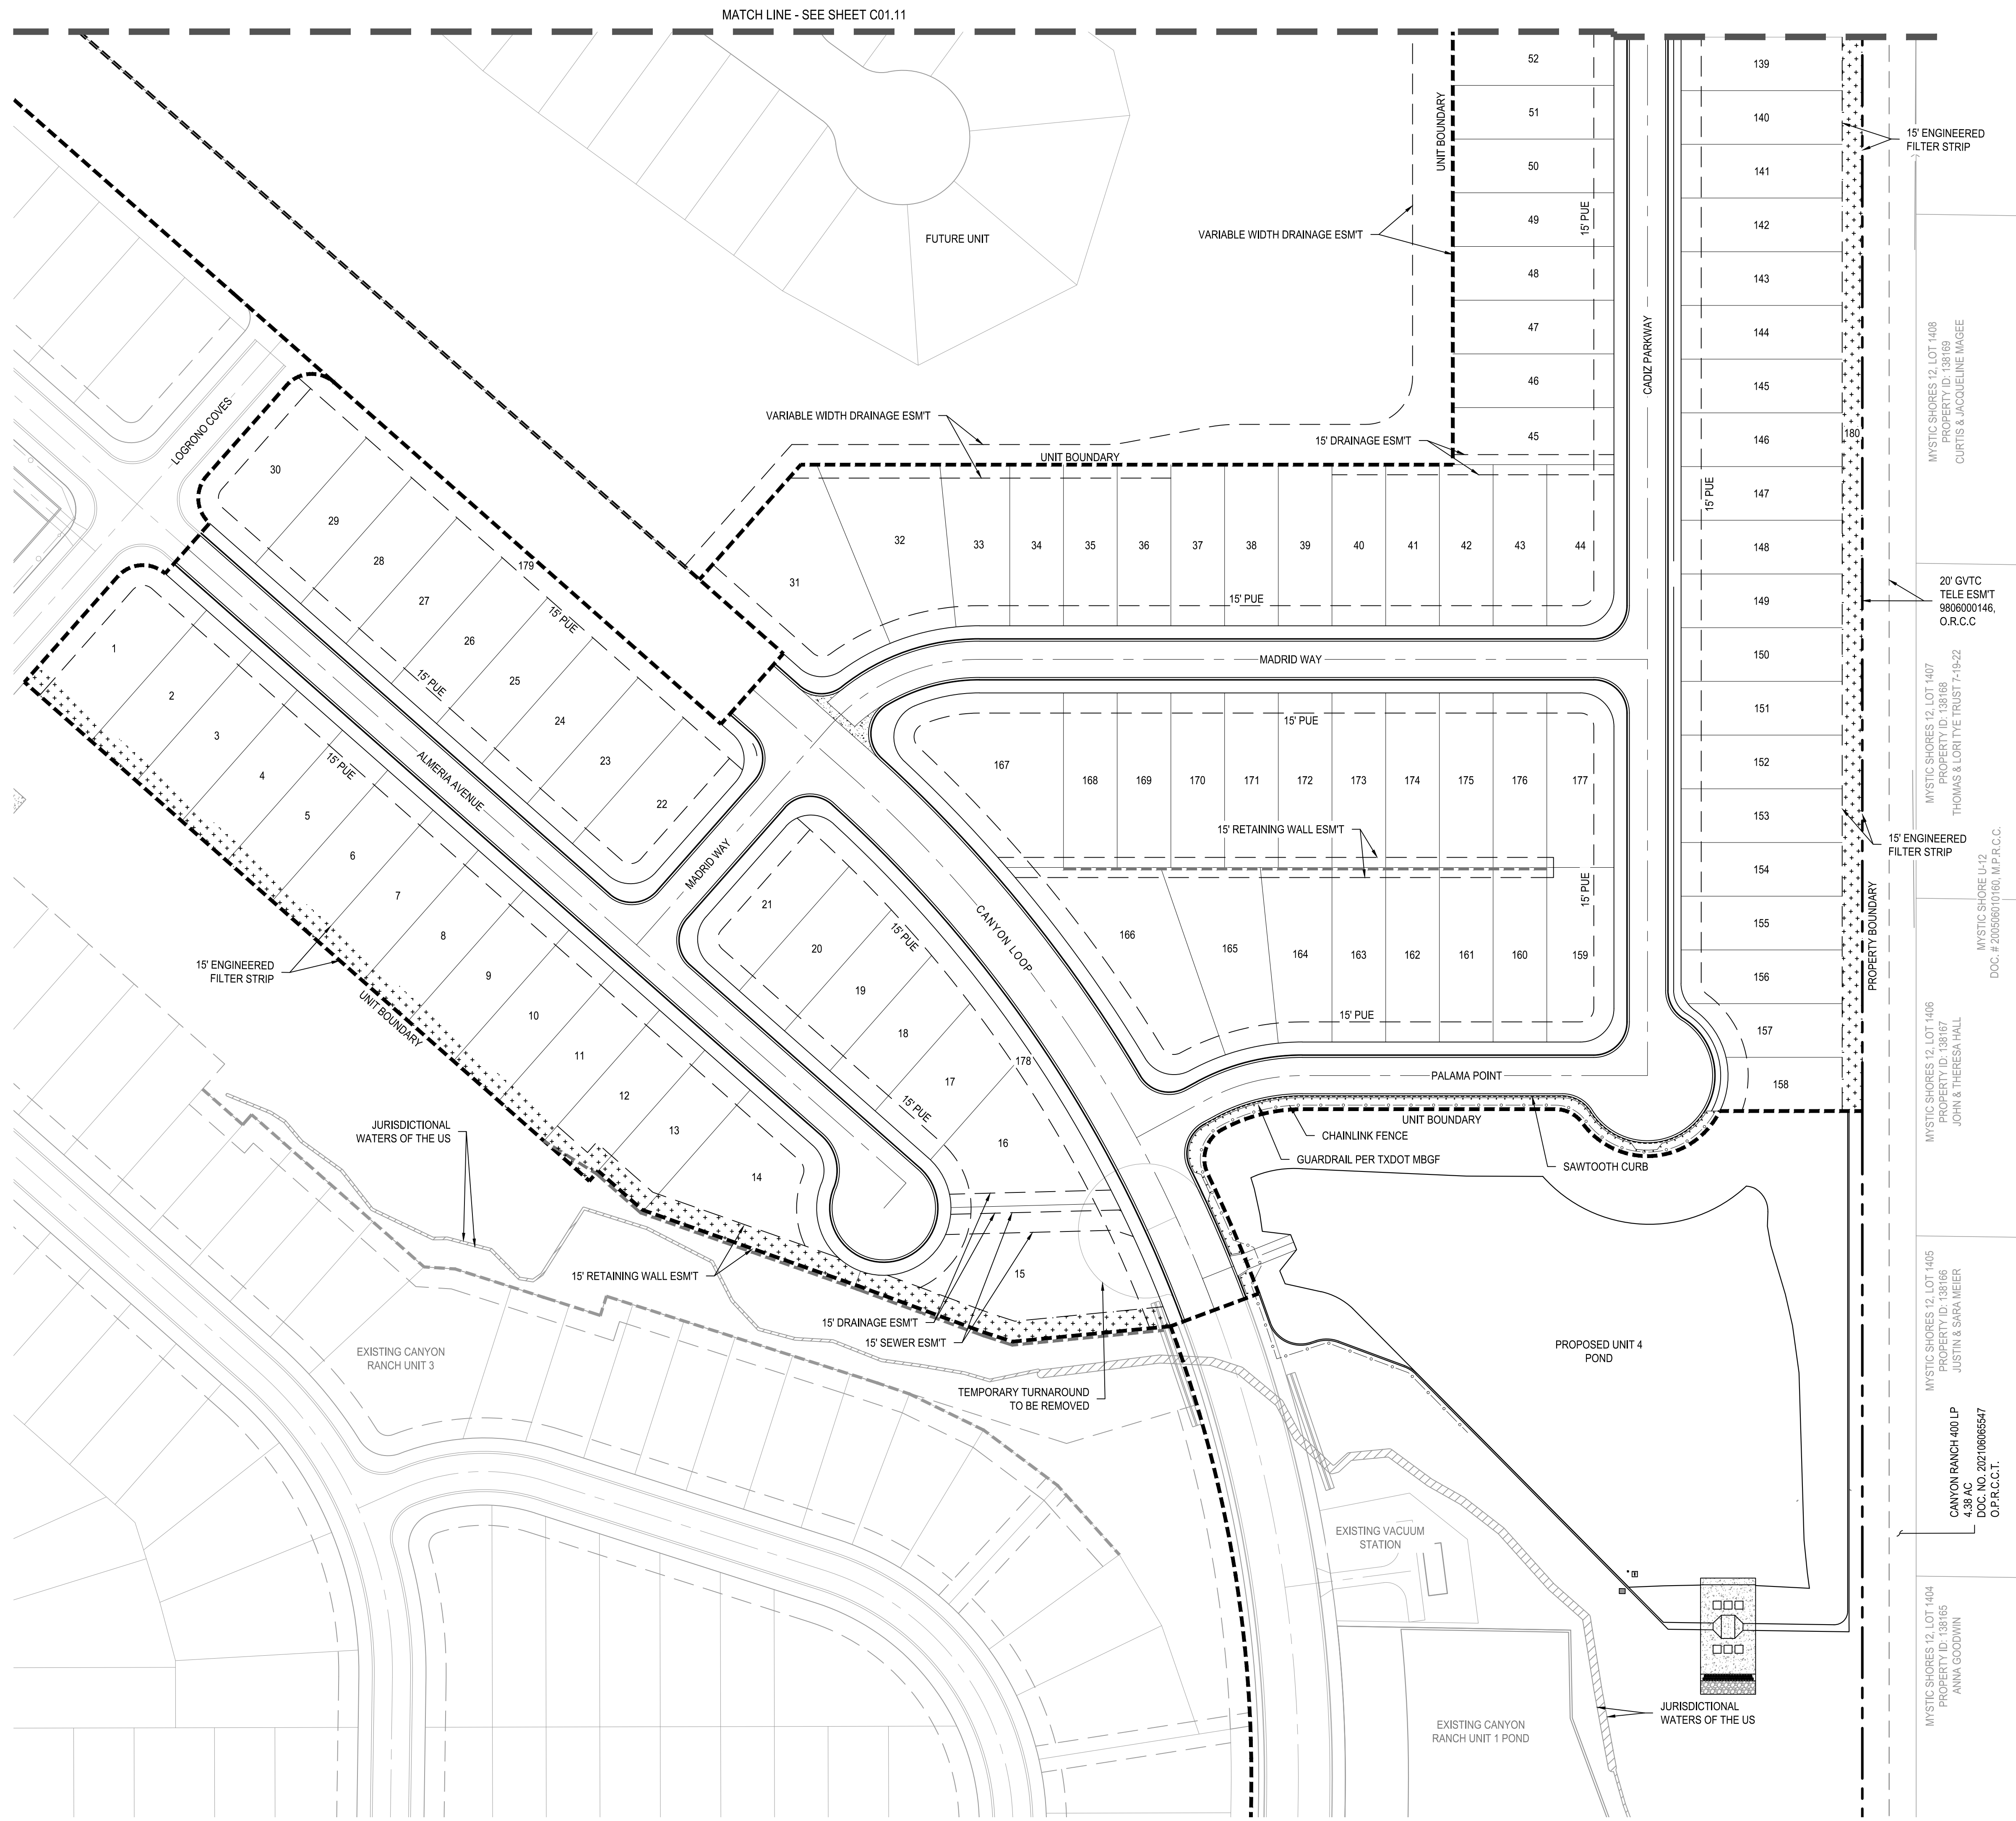 MATCH LINE - SEE SHEET C01.11
52
51
50
49
48
47
46
45
UNIT BOUNDARY
15' PUE
CADIZ PARKWAY
139
140
141
142
143
144
145
146
147
148
149
150
151
152
153
154
155
156
157
158
180
15' PUE
15' ENGINEERED
FILTER STRIP
FUTURE UNIT
VARIABLE WIDTH DRAINAGE ESM'T
VARIABLE WIDTH DRAINAGE ESM'T
15' DRAINAGE ESM'T
UNIT BOUNDARY
MYSTIC SHORES 12, LOT 1408
PROPERTY ID: 138169
CURTIS & JACQUELINE MAGEE
LOGRONO COVES
30
29
28
27
26
25
24
23
22
179
15' PUE
15' PUE
31
32
33
34
35
36
37
38
39
40
41
42
43
44
15' PUE
MADRID WAY
20' GVTC
TELE ESM'T
9806000146,
O.R.C.C
MYSTIC SHORES 12, LOT 1407
PROPERTY ID: 138168
THOMAS & LORI TYE TRUST 7-19-22
1
2
3
4
5
6
7
8
9
10
11
12
13
14
15' PUE
ALMERIA AVENUE
MADRID WAY
15' PUE
167
168
169
170
171
172
173
174
175
176
177
15' RETAINING WALL ESM'T
15' PUE
166
165
164
163
162
161
160
159
15' PUE
15' ENGINEERED
FILTER STRIP
PROPERTY BOUNDARY
MYSTIC SHORE U-12
DOC. # 200506010160, M.P.R.C.C.
CANYON LOOP
21
20
19
18
17
16
15
178
15' PUE
15' PUE
15' ENGINEERED
FILTER STRIP
UNIT BOUNDARY
PALAMA POINT
UNIT BOUNDARY
CHAINLINK FENCE
GUARDRAIL PER TXDOT MBGF
SAWTOOTH CURB
MYSTIC SHORES 12, LOT 1406
PROPERTY ID: 138167
JOHN & THERESA HALL
JURISDICTIONAL
WATERS OF THE US
15' RETAINING WALL ESM'T
15' DRAINAGE ESM'T
15' SEWER ESM'T
EXISTING CANYON
RANCH UNIT 3
TEMPORARY TURNAROUND
TO BE REMOVED
PROPOSED UNIT 4
POND
MYSTIC SHORES 12, LOT 1405
PROPERTY ID: 138166
JUSTIN & SARA MEIER
CANYON RANCH 400 LP
4.38 AC
DOC. NO. 202106065547
O.P.R.C.C.T.
EXISTING VACUUM
STATION
MYSTIC SHORES 12, LOT 1404
PROPERTY ID: 138165
ANNA GOODWIN
EXISTING CANYON
RANCH UNIT 1 POND
JURISDICTIONAL
WATERS OF THE US